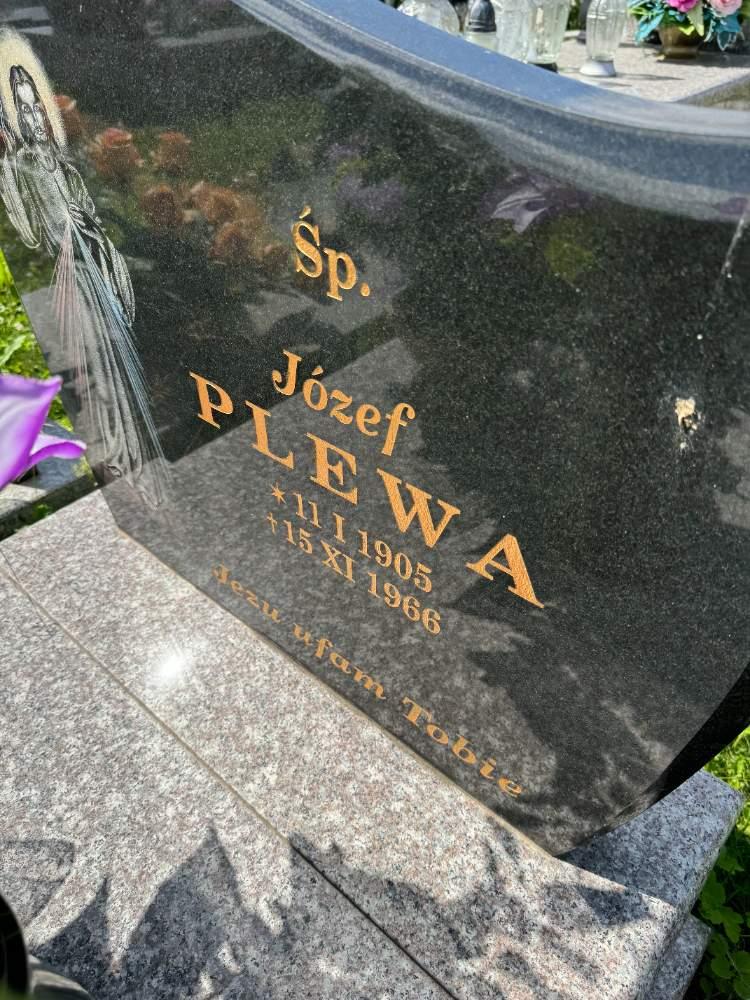 Śp.
Józef
PLEWA
* 11 I 1905
† 15 XI 1966
Jezu ufam Tobie